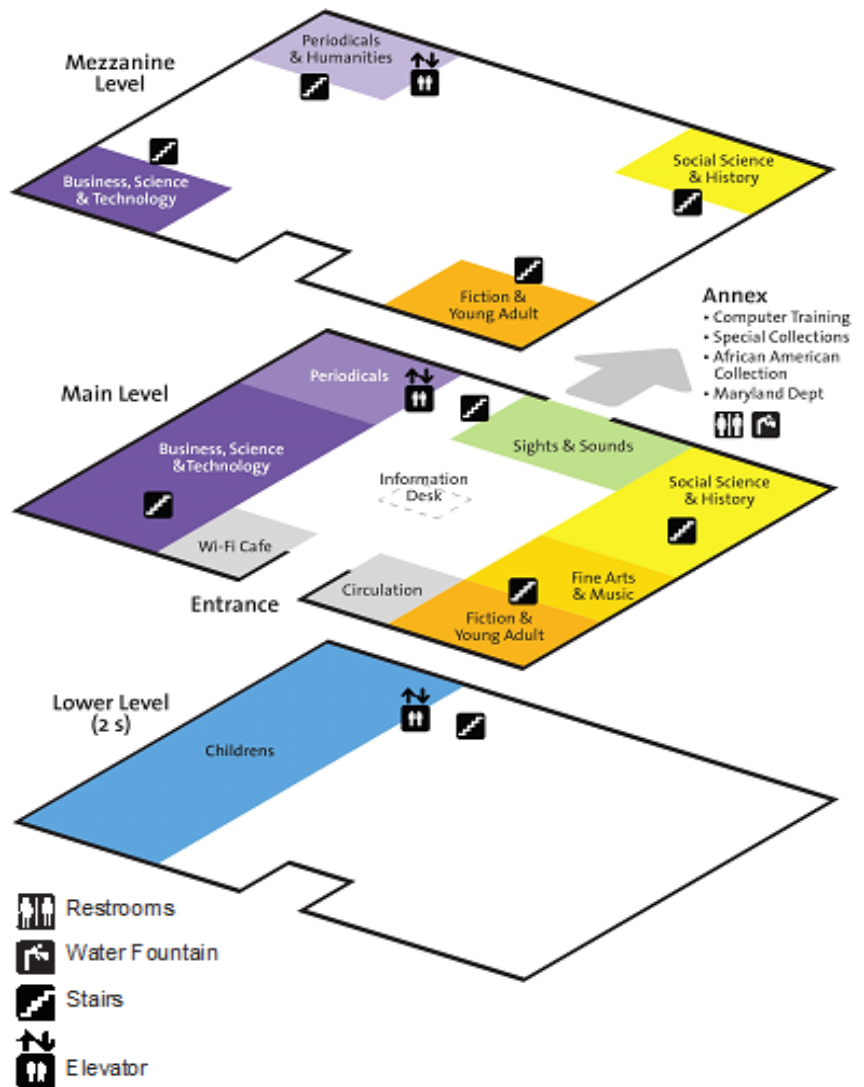 Mezzanine
Level
Periodicals
& Humanities
Business, Science
& Technology
Social Science
& History
Fiction &
Young Adult
Annex
• Computer Training
• Special Collections
• African American
Collection
• Maryland Dept
Main Level
Periodicals
Business, Science
&Technology
Sights & Sounds
Information
Desk
Social Science
& History
Wi-Fi Cafe
Circulation
Fine Arts
& Music
Entrance
Fiction &
Young Adult
Lower Level
(2 s)
Childrens
Restrooms
Water Fountain
Stairs
Elevator